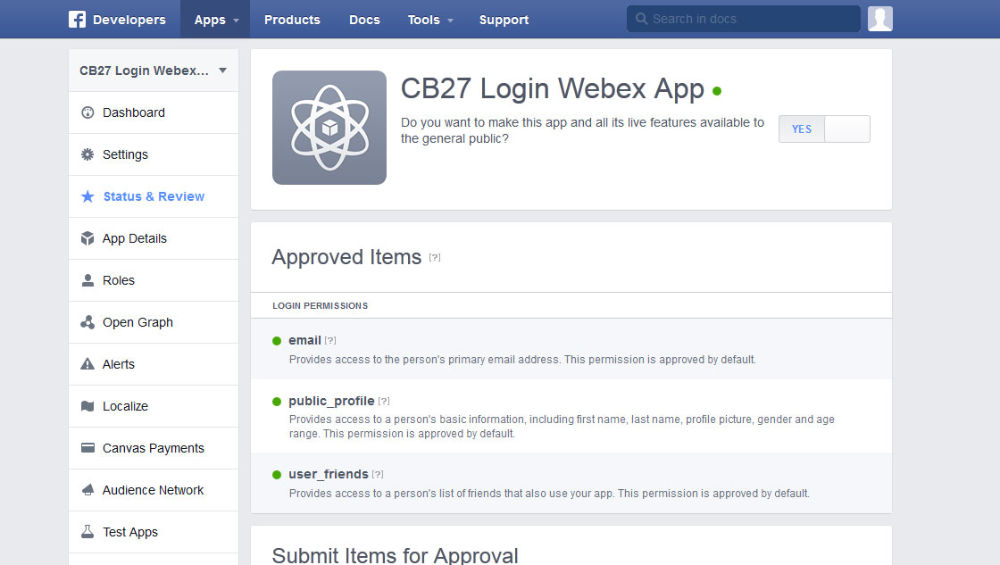 Developers Apps Products Docs Tools Support Search in docs
CB27 Login Webex...
Dashboard
Settings
Status & Review
App Details
Roles
Open Graph
Alerts
Localize
Canvas Payments
Audience Network
Test Apps
CB27 Login Webex App
Do you want to make this app and all its live features available to
the general public?
YES
Approved Items [?]
LOGIN PERMISSIONS
email [?]
Provides access to the person's primary email address. This permission is approved by default.
public_profile [?]
Provides access to a person's basic information, including first name, last name, profile picture, gender and age
range. This permission is approved by default.
user_friends [?]
Provides access to a person's list of friends that also use your app. This permission is approved by default.
Submit Items for Approval